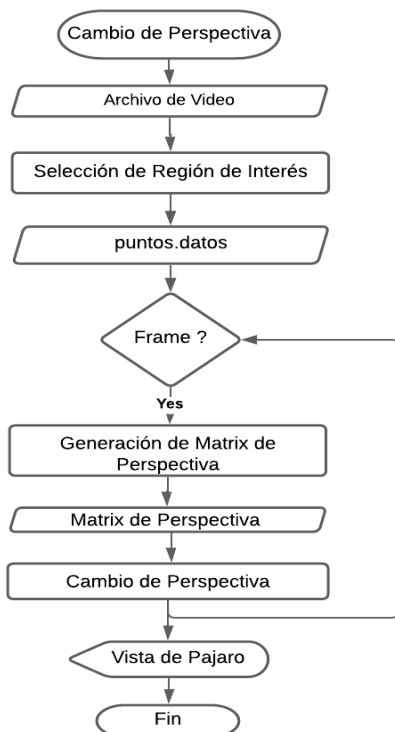 Cambio de Perspectiva
Archivo de Video
Selección de Región de Interés
puntos.datos
Frame ?
Yes
Generación de Matrix de
Perspectiva
Matrix de Perspectiva
Cambio de Perspectiva
Vista de Pajaro
Fin